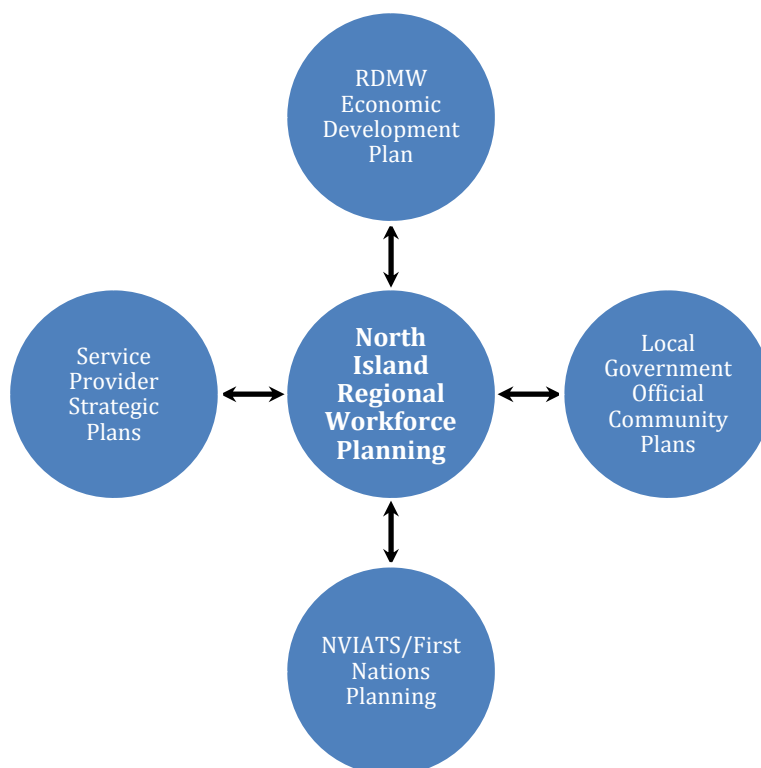 RDMW
Economic
Development
Plan
Service
Provider
Strategic
Plans
North
Island
Regional
Workforce
Planning
Local
Government
Official
Community
Plans
NVIATS/First
Nations
Planning